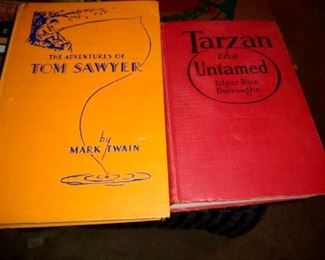 THE ADVENTURES OF
TOM SAWYER
by
MARK TWAIN
Tarzan
the
Untamed
Edgar Rice
Burroughs